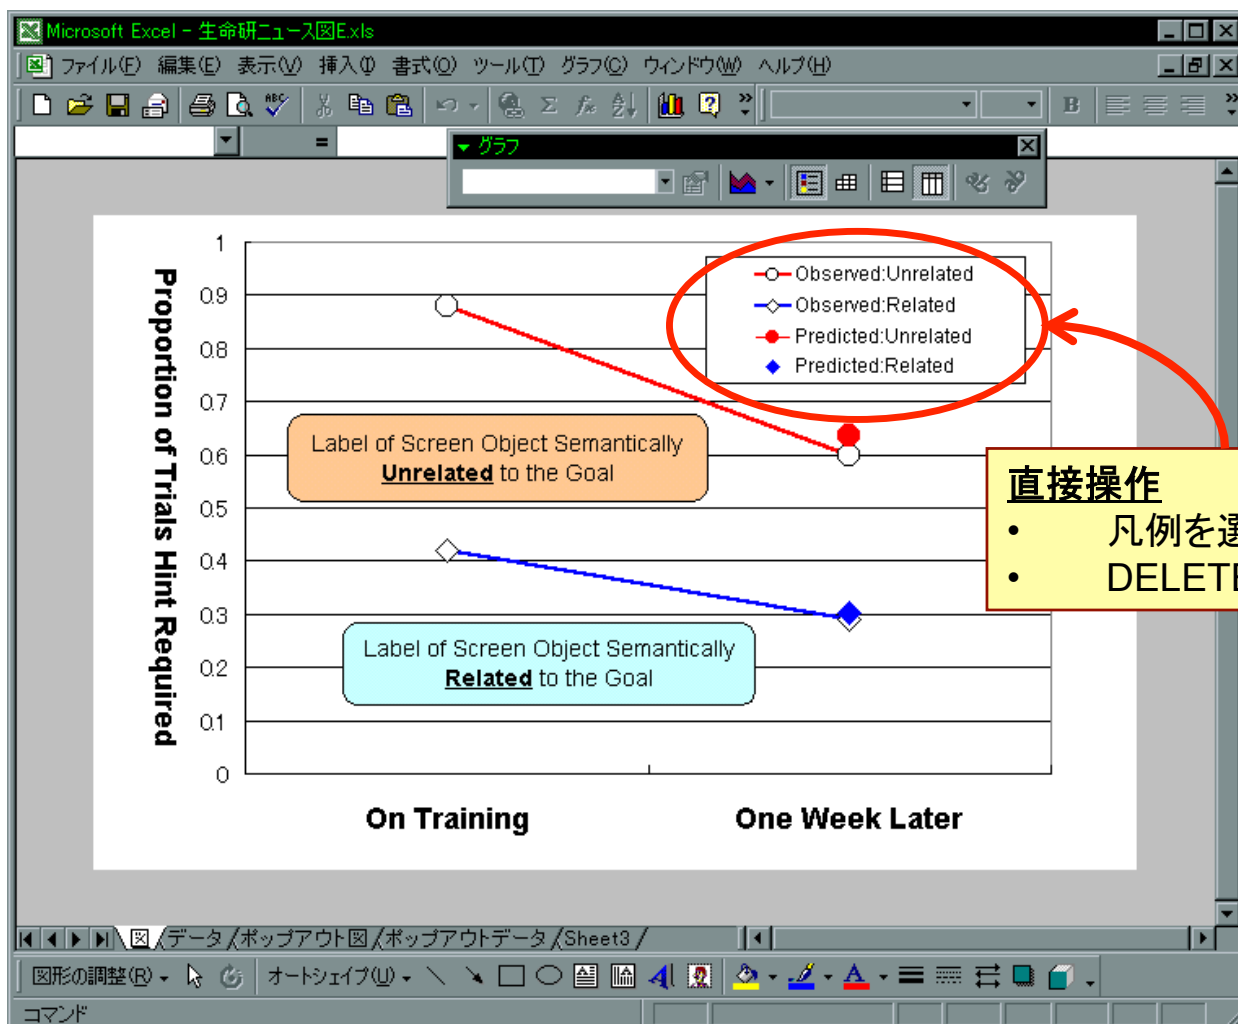 Microsoft Excel - 生命研ニュース図E.xls
ファイル(F) 編集(E) 表示(V) 挿入(I) 書式(O) ツール(T) グラフ(C) ウィンドウ(W) ヘルプ(H)
ABC
Σ fx
B
=
グラフ
1
0.9
0.8
0.7
0.6
0.5
0.4
0.3
0.2
0.1
0
Proportion of Trials Hint Required
Observed:Unrelated
Observed:Related
Predicted:Unrelated
Predicted:Related
Label of Screen Object Semantically
Unrelated to the Goal
Label of Screen Object Semantically
Related to the Goal
On Training
One Week Later
直接操作
• 凡例を選
• DELETE
図 データ ポップアウト図 ポップアウトデータ Sheet3
図形の調整(R) オートシェイプ(U)
コマンド